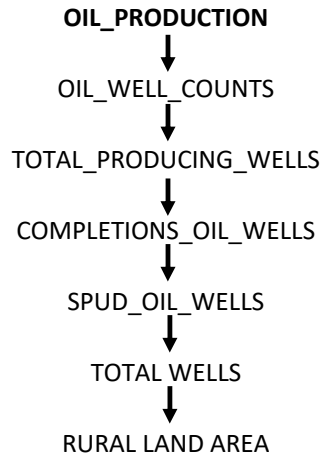 OIL_PRODUCTION
OIL_WELL_COUNTS
TOTAL_PRODUCING_WELLS
COMPLETIONS_OIL_WELLS
SPUD_OIL_WELLS
TOTAL WELLS
RURAL LAND AREA